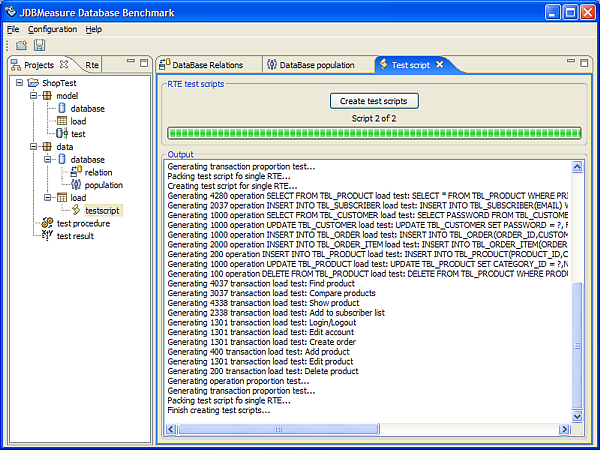 JDBMeasure Database Benchmark
File Configuration Help
Projects Rte
ShopTest
model
database
load
test
data
database
relation
population
load
testscript
test procedure
test result
DataBase Relations DataBase population Test script
RTE test scripts
Create test scripts
Script 2 of 2
Output
Generating transaction proportion test...
Packing test script fo single RTE...
Creating test script for single RTE...
Generating 4280 operation SELECT FROM TBL_PRODUCT load test: SELECT * FROM TBL_PRODUCT WHERE PRI
Generating 2037 operation INSERT INTO TBL_SUBSCRIBER load test: INSERT INTO TBL_SUBSCRIBER(EMAIL) V
Generating 1000 operation SELECT FROM TBL_CUSTOMER load test: SELECT PASSWORD FROM TBL_CUSTOME
Generating 1000 operation UPDATE TBL_CUSTOMER load test: UPDATE TBL_CUSTOMER SET PASSWORD = ?, F
Generating 1000 operation INSERT INTO TBL_ORDER load test: INSERT INTO TBL_ORDER(ORDER_ID,CUSTOM
Generating 2000 operation INSERT INTO TBL_ORDER_ITEM load test: INSERT INTO TBL_ORDER_ITEM(ORDER
Generating 200 operation INSERT INTO TBL_PRODUCT load test: INSERT INTO TBL_PRODUCT(PRODUCT_ID,C
Generating 1000 operation UPDATE TBL_PRODUCT load test: UPDATE TBL_PRODUCT SET CATEGORY_ID = ?,N
Generating 100 operation DELETE FROM TBL_PRODUCT load test: DELETE FROM TBL_PRODUCT WHERE PRODU
Generating 4037 transaction load test: Find product
Generating 3037 transaction load test: Compare products
Generating 4338 transaction load test: Show product
Generating 2338 transaction load test: Add to subscriber list
Generating 1301 transaction load test: Login/Logout
Generating 1301 transaction load test: Edit account
Generating 1301 transaction load test: Create order
Generating 400 transaction load test: Add product
Generating 1301 transaction load test: Edit product
Generating 200 transaction load test: Delete product
Generating operation proportion test...
Generating transaction proportion test...
Packing test script fo single RTE...
Finish creating test scripts...